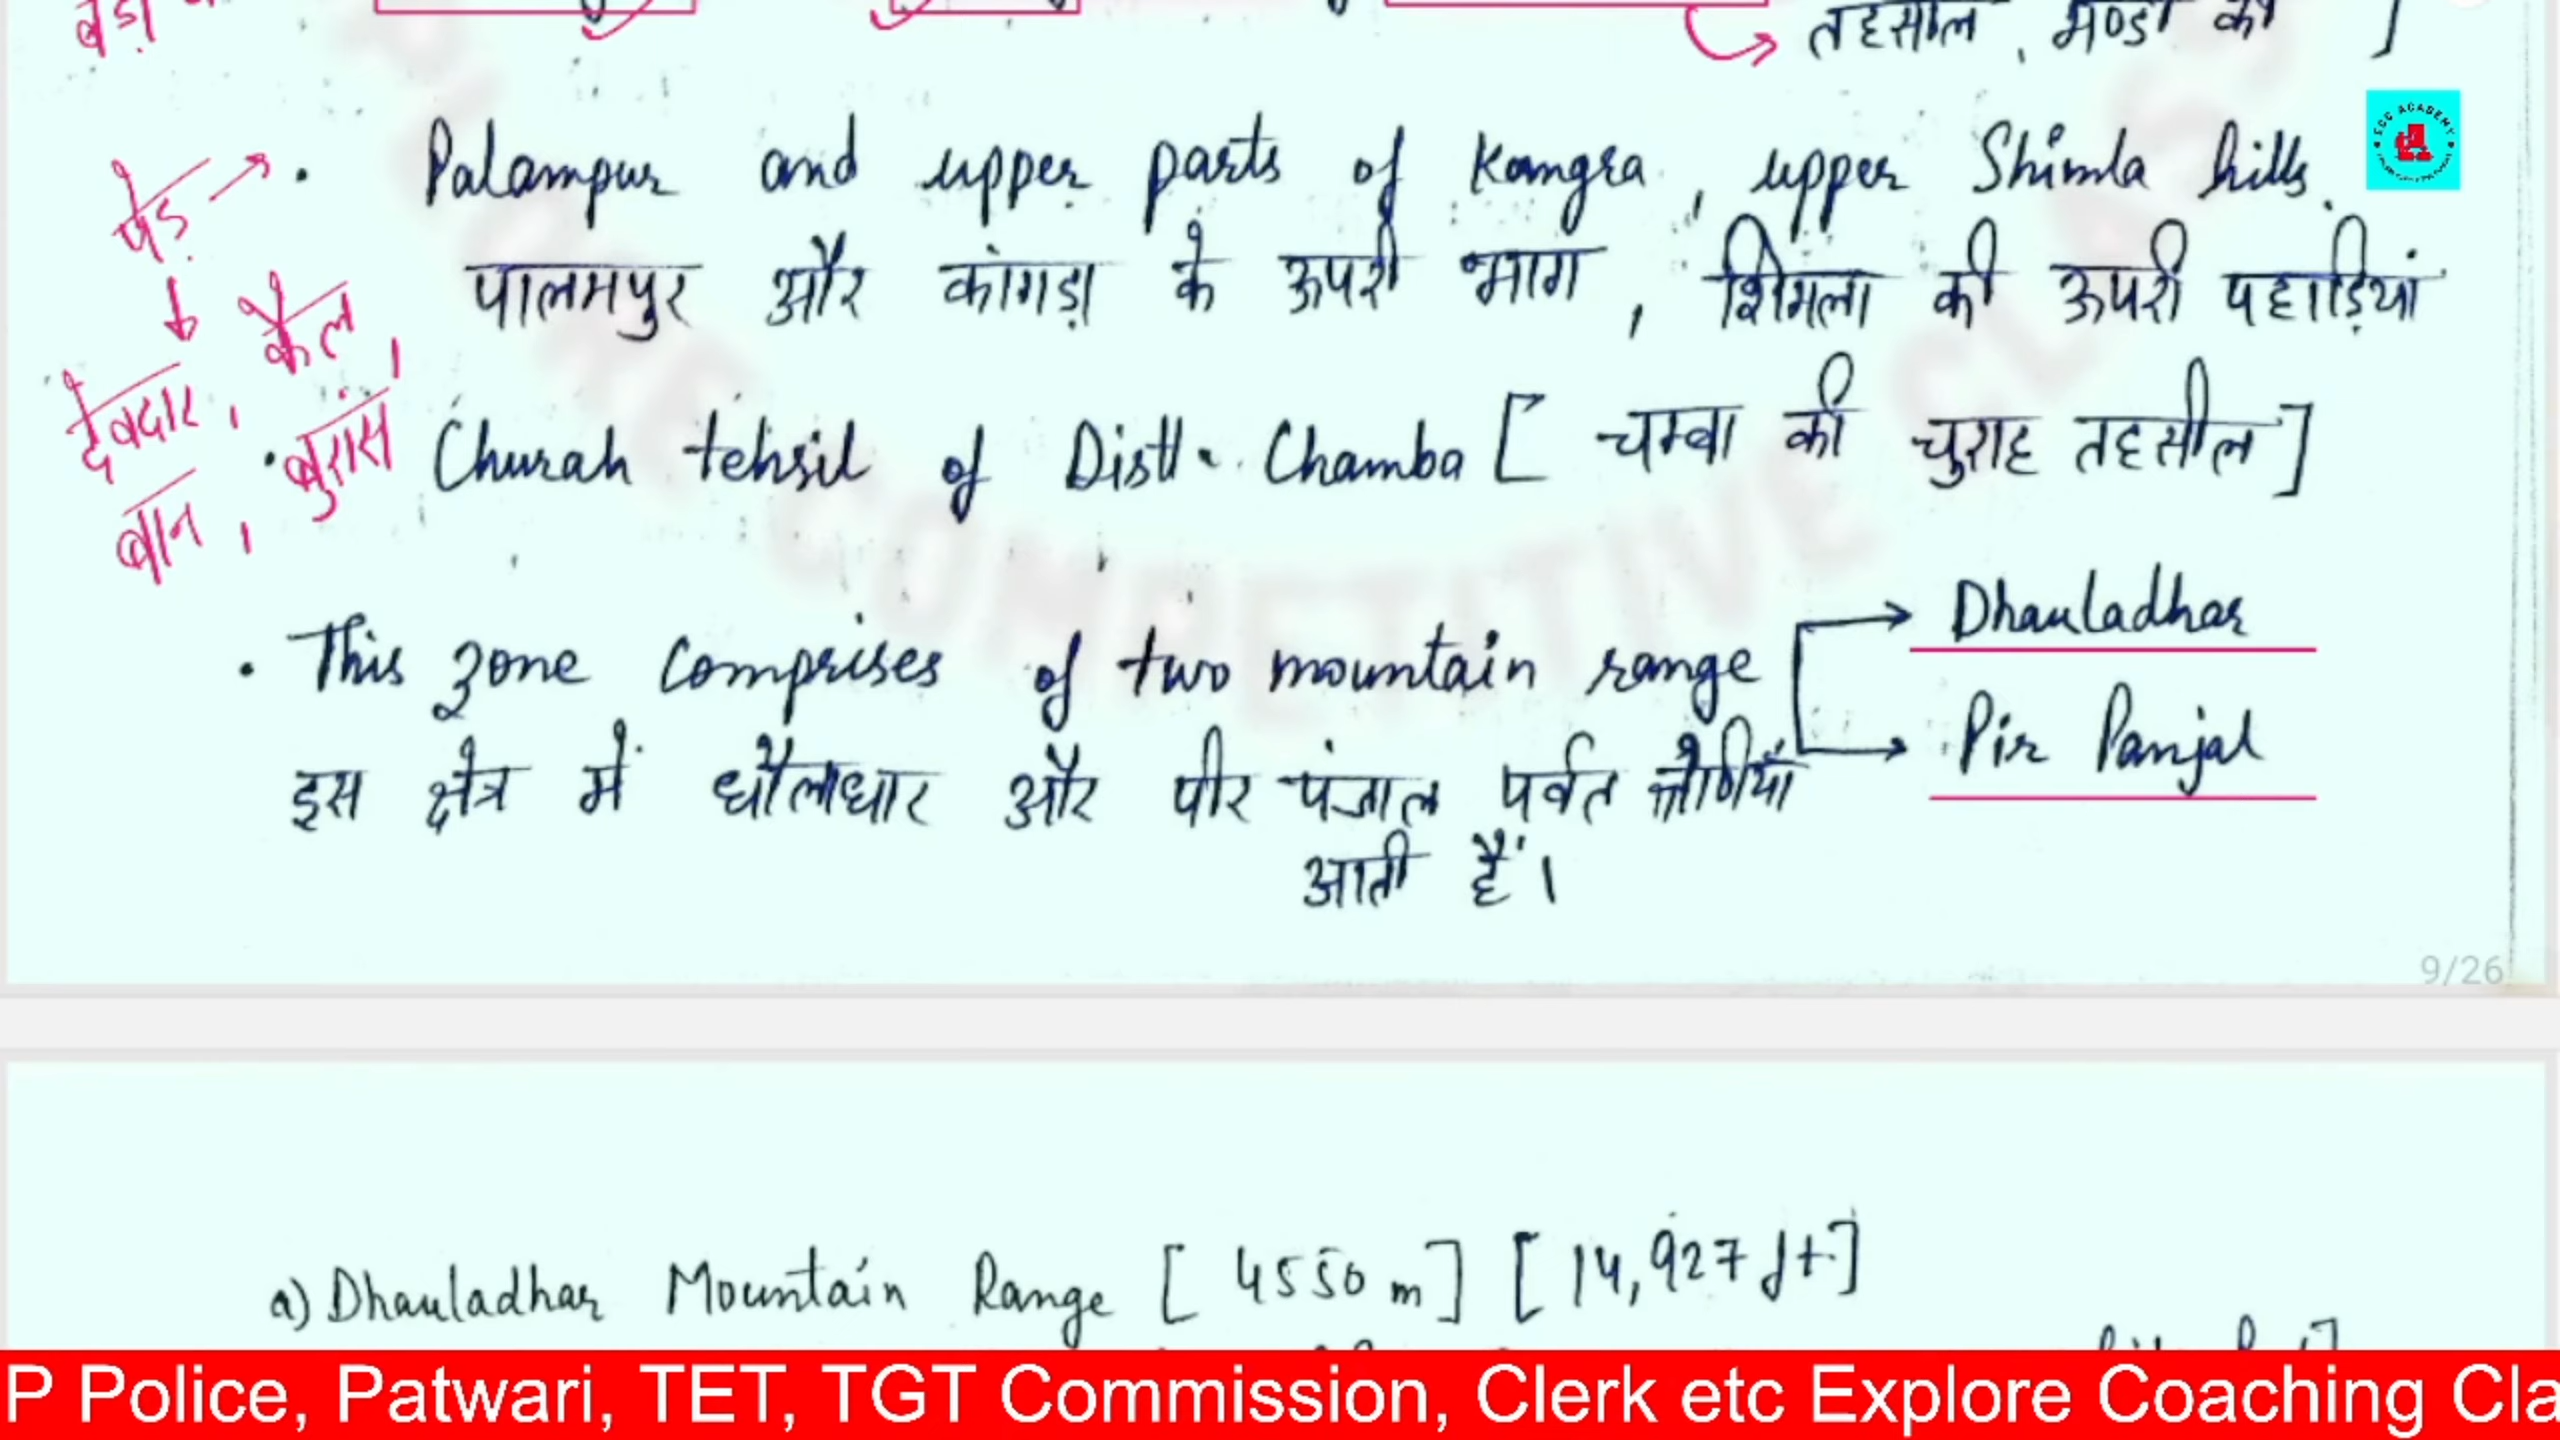 तहसील, मण्डी की ]
Palampur and upper parts of Kangra, upper Shimla hills.
पालमपुर और कांगड़ा के ऊपरी भाग, शिमला की ऊपरी पहाड़ियां
पेड़ →
देवदार, कैल,
बान, बुरांस
Churah tehsil of Distt. Chamba [ चम्बा की चुराह तहसील ]
• This zone comprises of two mountain range
Dhauladhar
Pir Panjal
इस क्षेत्र में धौलाधार और पीर पंजाल पर्वत श्रेणियाँ
आती हैं।
9/26
a) Dhauladhar Mountain Range [ 4550 m ] [ 14,927 ft. ]
P Police, Patwari, TET, TGT Commission, Clerk etc Explore Coaching Cla
COMPETITIVE
ACADEMY